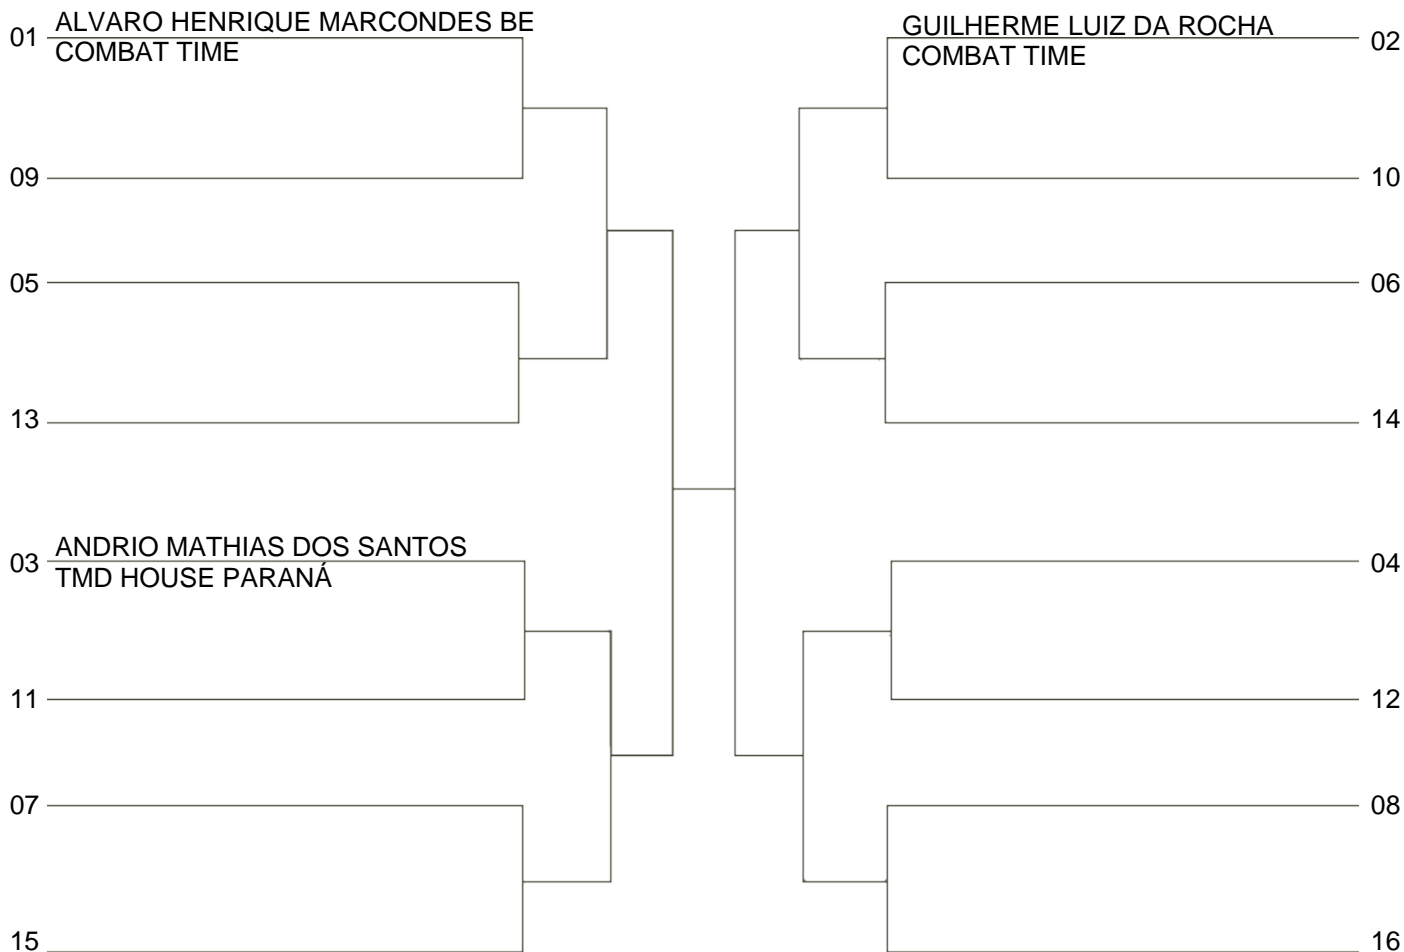 01 ALVARO HENRIQUE MARCONDES BE
COMBAT TIME
09
05
13
03 ANDRIO MATHIAS DOS SANTOS
TMD HOUSE PARANÁ
11
07
15
GUILHERME LUIZ DA ROCHA 02
COMBAT TIME
10
06
14
04
12
08
16